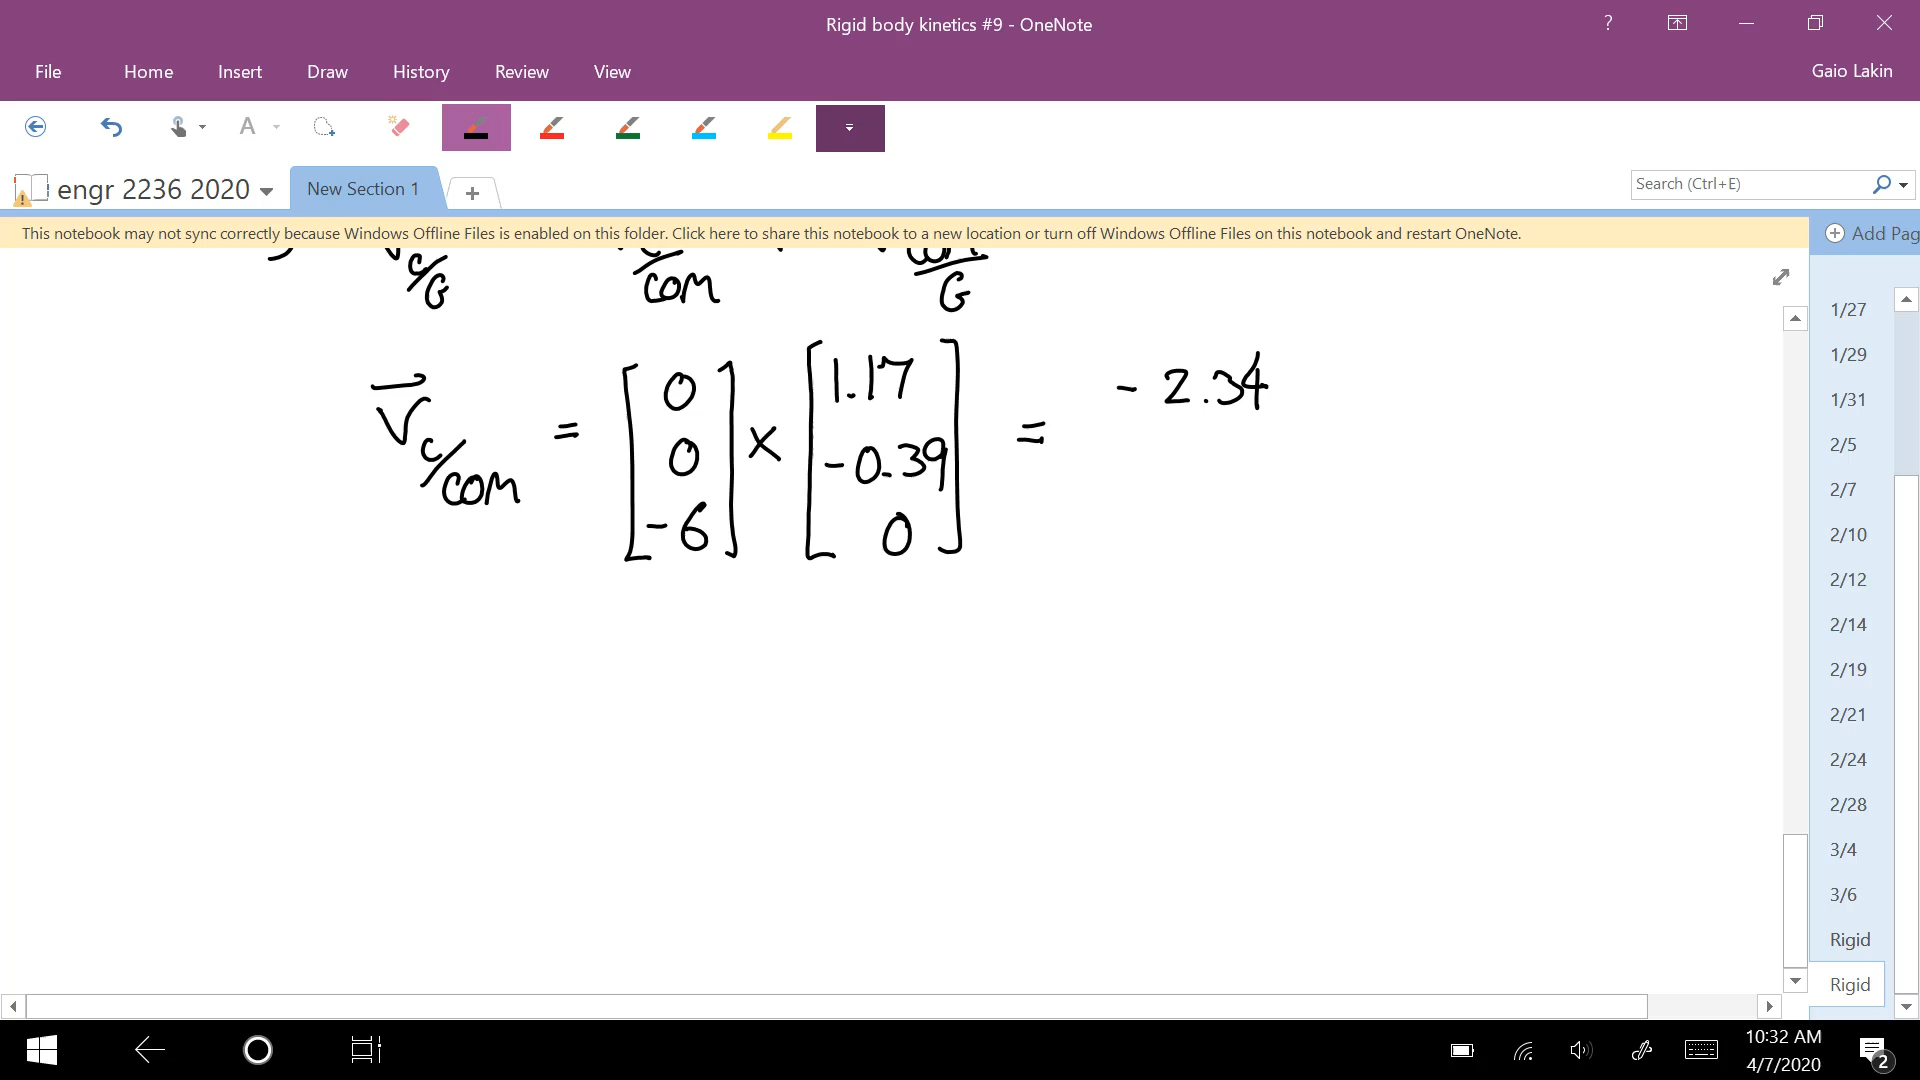 Rigid body kinetics #9 - OneNote
?
File Home Insert Draw History Review View
Gaio Lakin
A
engr 2236 2020
New Section 1
+
Search (Ctrl+E)
This notebook may not sync correctly because Windows Offline Files is enabled on this folder. Click here to share this notebook to a new location or turn off Windows Offline Files on this notebook and restart OneNote.
Add Pag
C/G
com
G
V C/COM = [0 0 -6] × [1.17 -0.39 0] = - 2.34
1/27
1/29
1/31
2/5
2/7
2/10
2/12
2/14
2/19
2/21
2/24
2/28
3/4
3/6
Rigid
Rigid
10:32 AM
4/7/2020
2